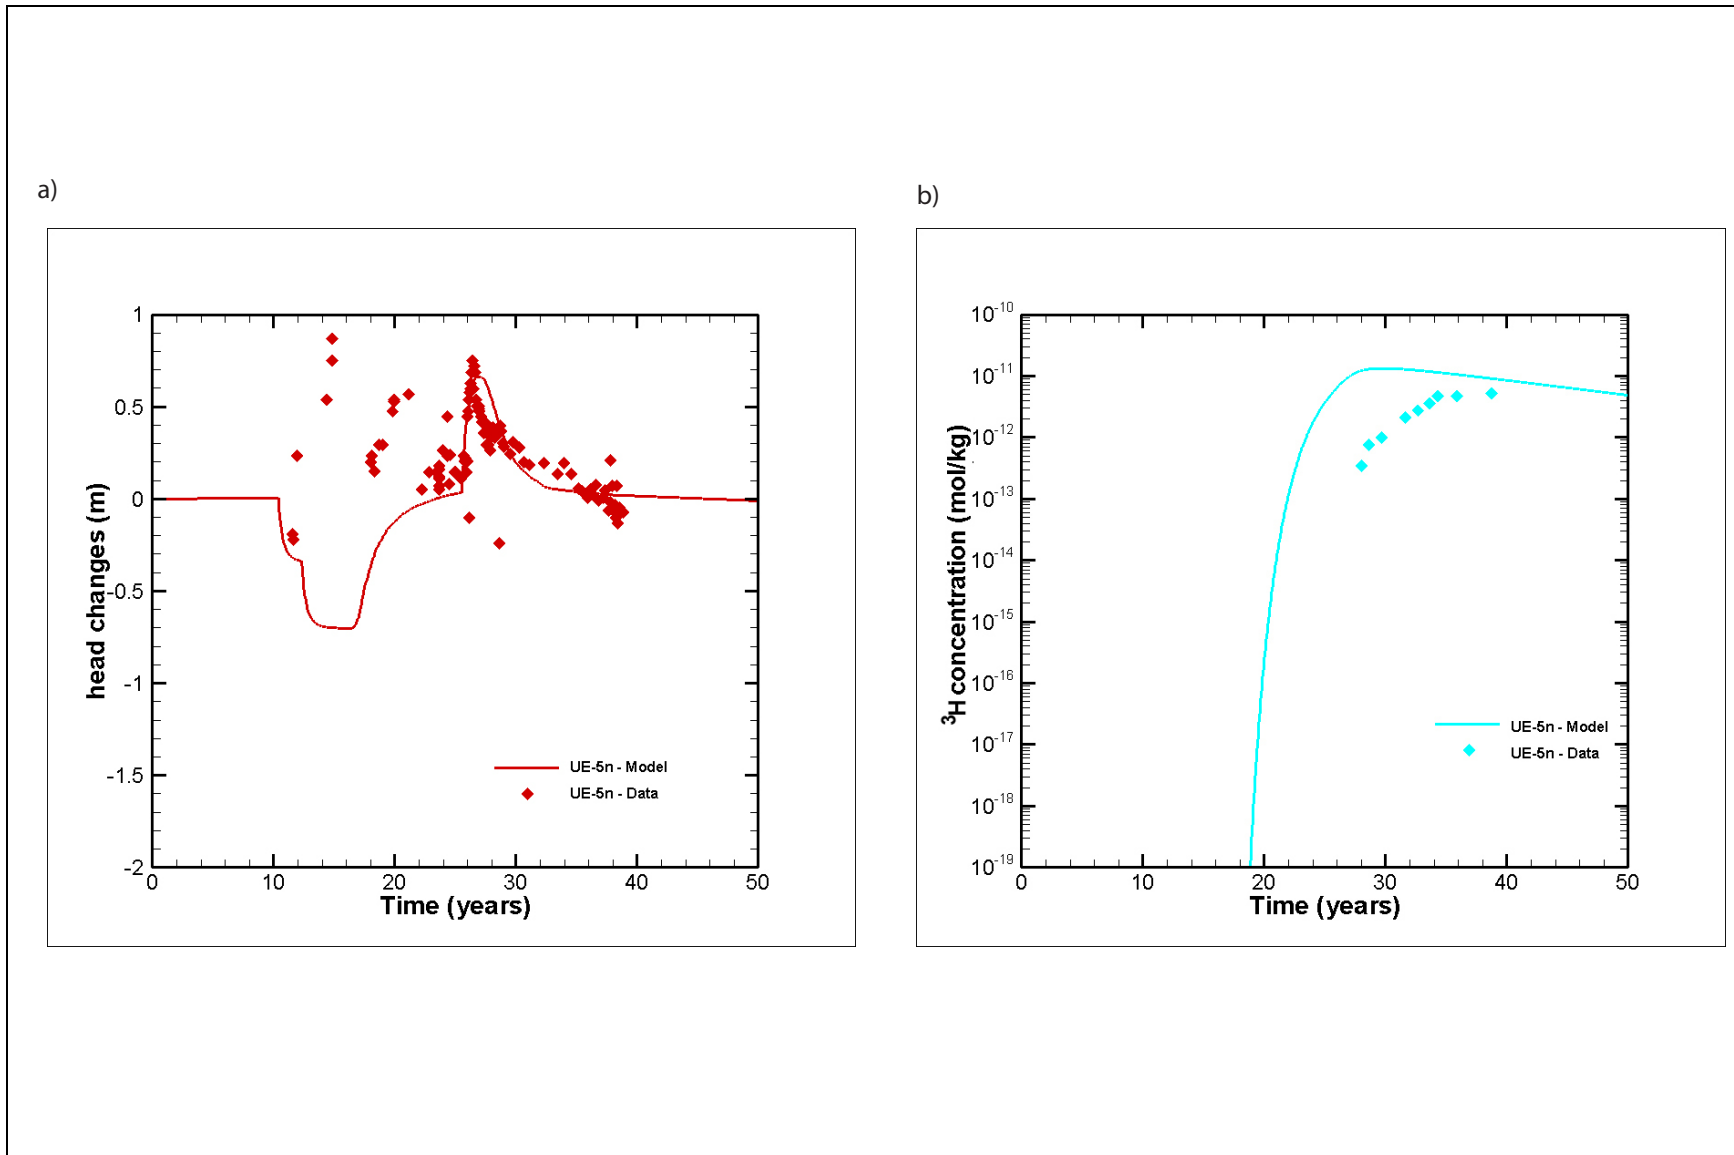 a)
1
0.5
0
-0.5
-1
-1.5
-2
0 10 20 30 40 50
Time (years)
head changes (m)
UE-5n - Model
UE-5n - Data
b)
10⁻¹⁰
10⁻¹¹
10⁻¹²
10⁻¹³
10⁻¹⁴
10⁻¹⁵
10⁻¹⁶
10⁻¹⁷
10⁻¹⁸
10⁻¹⁹
0 10 20 30 40 50
Time (years)
³H concentration (mol/kg)
UE-5n - Model
UE-5n - Data